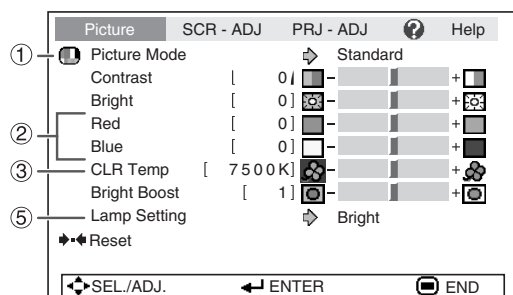 Picture SCR - ADJ PRJ - ADJ ? Help
① Picture Mode Standard
Contrast [ 0] - +
Bright [ 0] - +
② Red [ 0] - +
Blue [ 0] - +
③ CLR Temp [ 7500K] - +
Bright Boost [ 1] - +
⑤ Lamp Setting Bright
Reset
SEL./ADJ. ENTER END